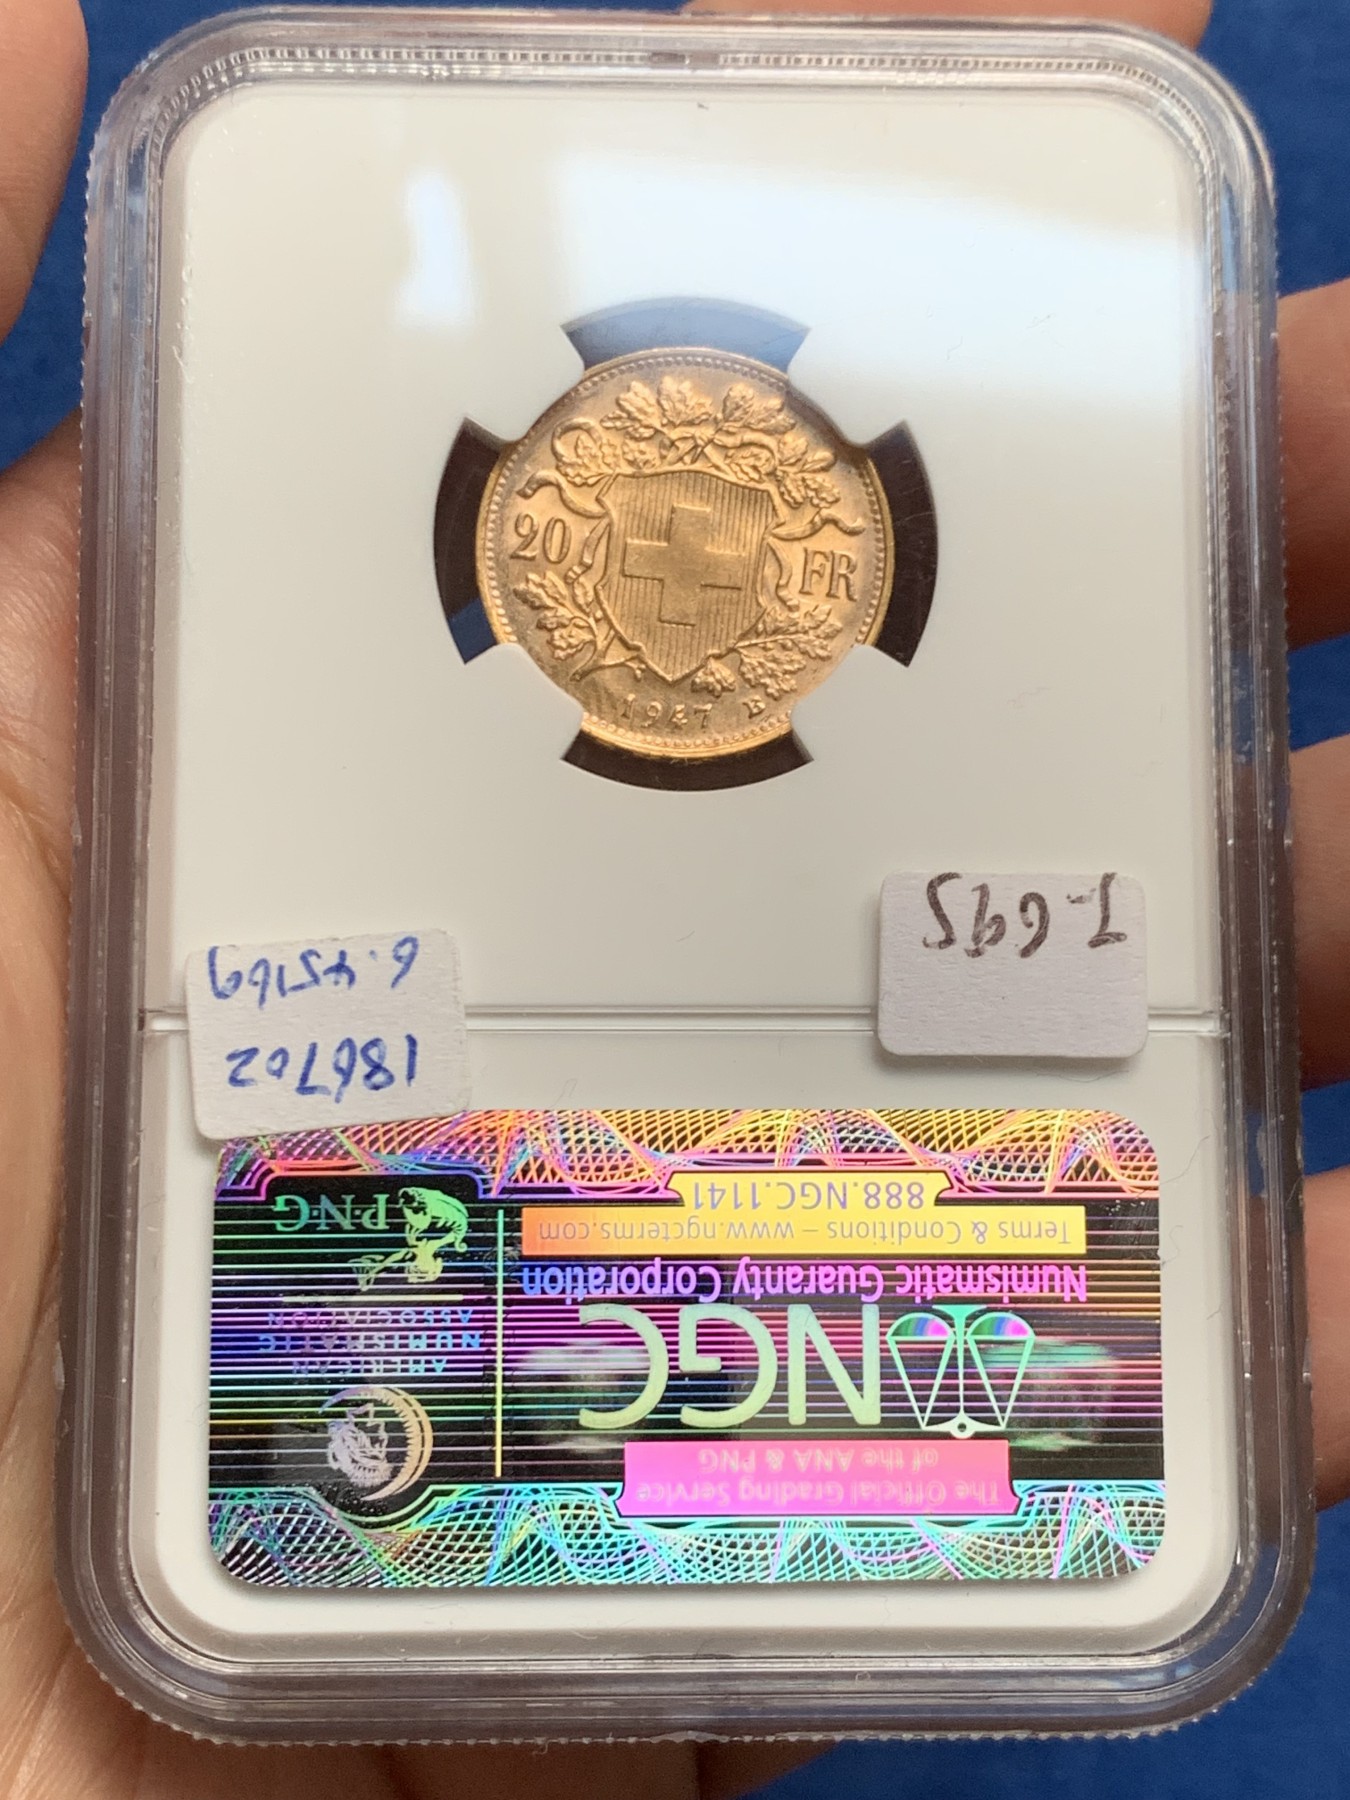 20 FR
1947 B
T-695
6.45169
186702
The Official Grading Service
of the ANA & PNG
NGC
Numismatic Guaranty Corporation
Terms & Conditions – www.ngcterms.com
888.NGC.1141
AMERICAN
NUMISMATIC
ASSOCIATION
P·N·G